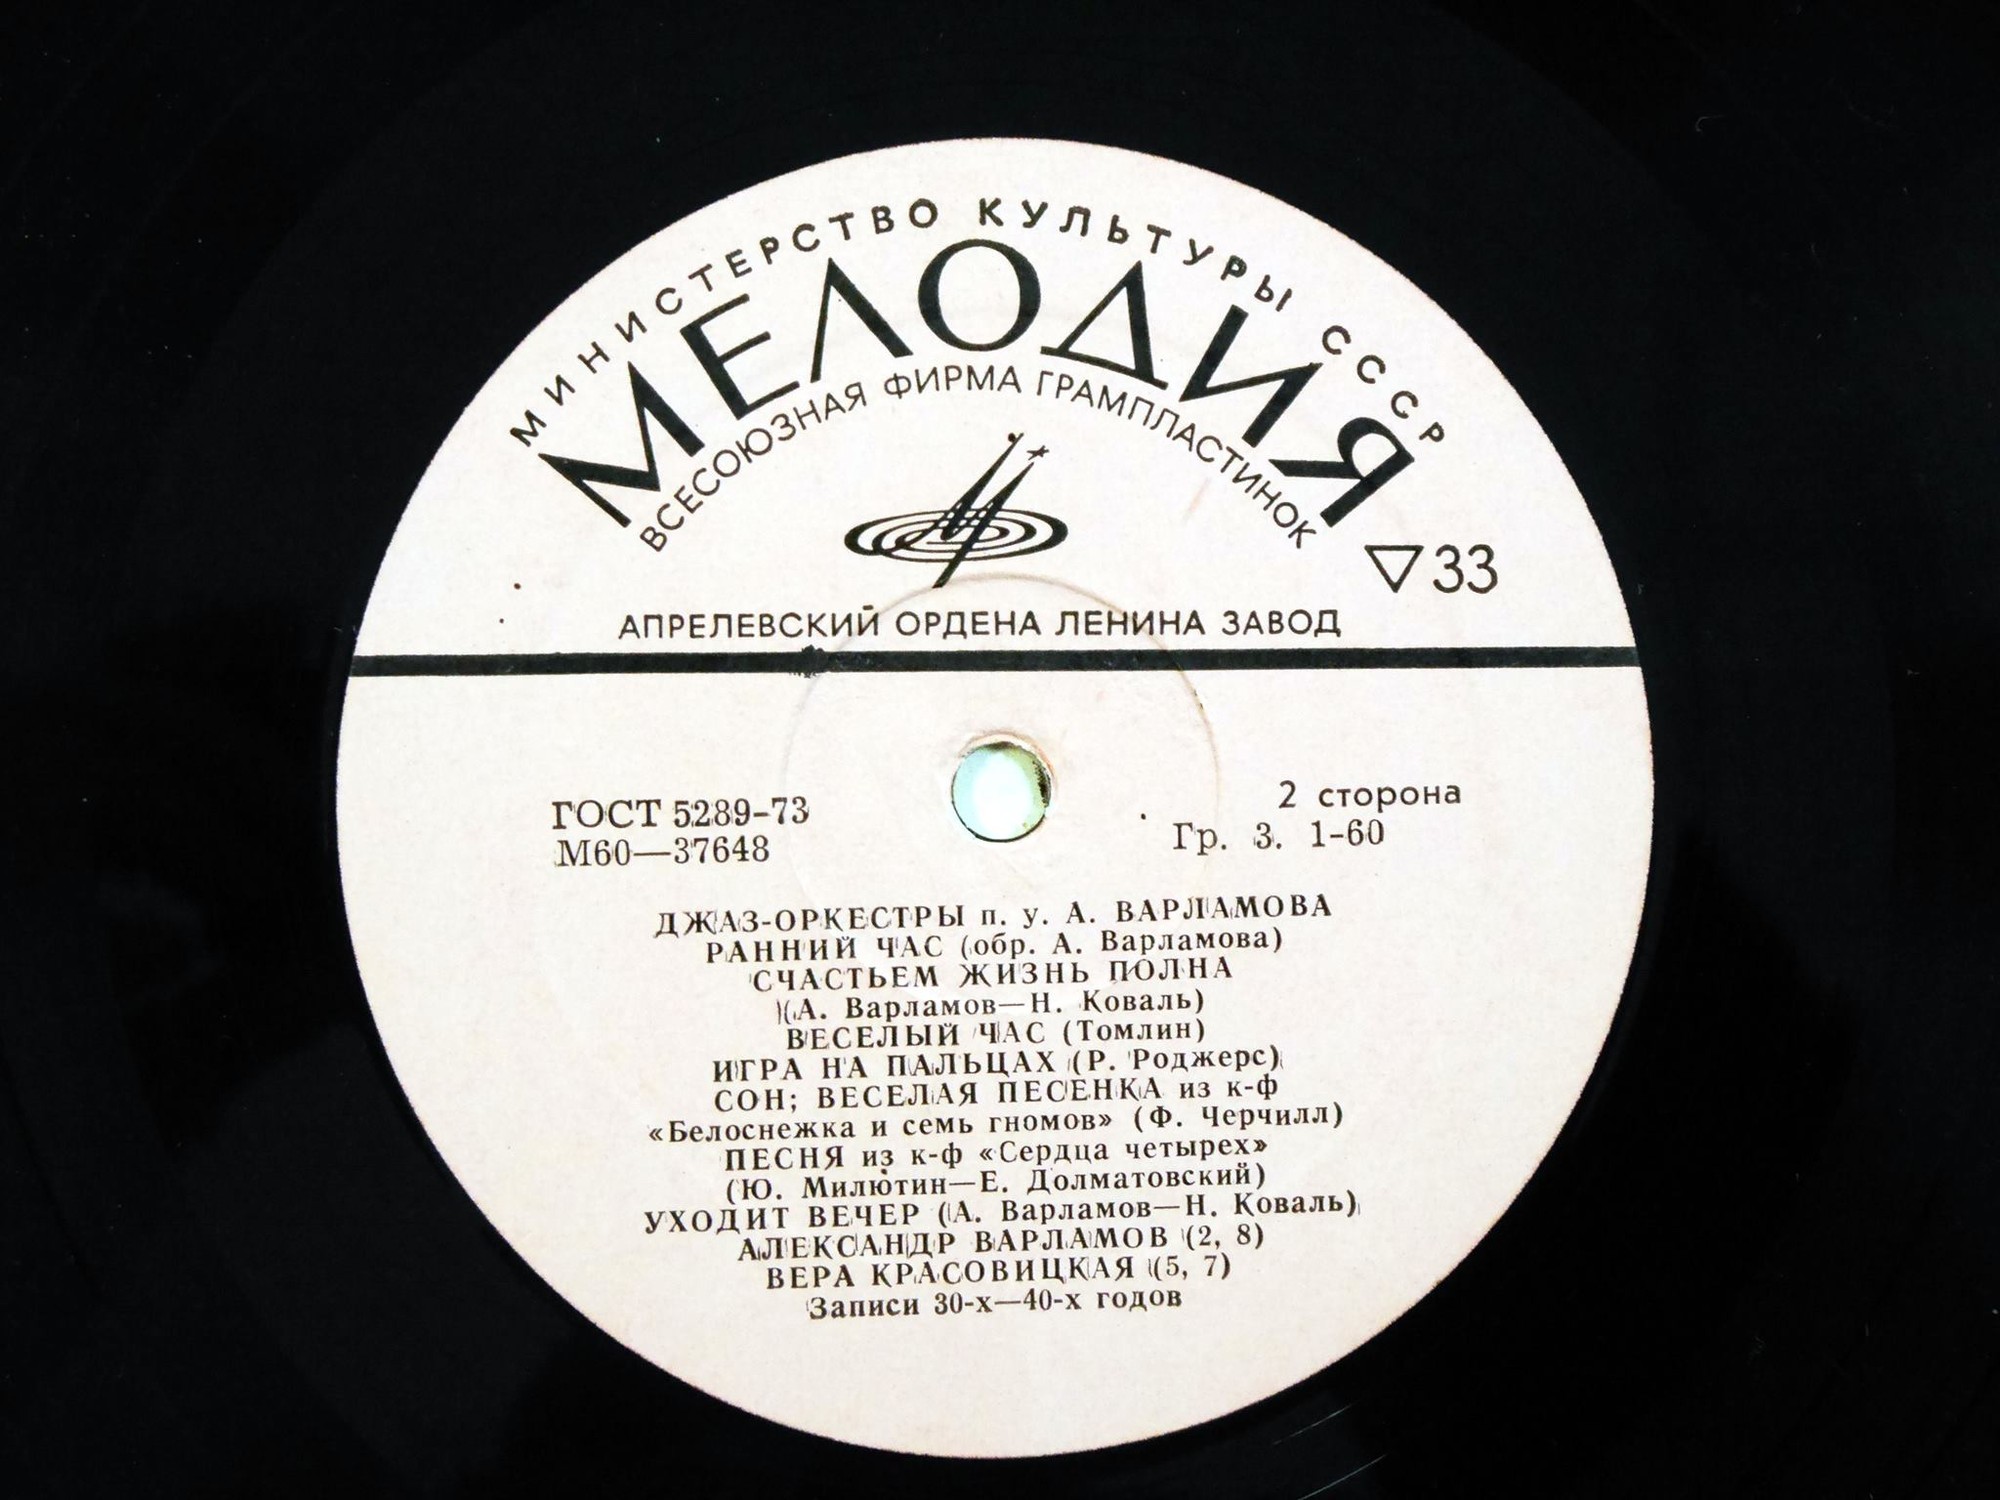 МИНИСТЕРСТВО КУЛЬТУРЫ СССР
МЕЛОДИЯ
ВСЕСОЮЗНАЯ ФИРМА ГРАМПЛАСТИНОК
▽33
АПРЕЛЕВСКИЙ ОРДЕНА ЛЕНИНА ЗАВОД
ГОСТ 5289-73
М60—37648
2 сторона
Гр. 3. 1-60
ДЖАЗ-ОРКЕСТРЫ п. у. А. ВАРЛАМОВА
РАННИЙ ЧАС (обр. А. Варламова)
СЧАСТЬЕМ ЖИЗНЬ ПОЛНА
(А. Варламов—Н. Коваль)
ВЕСЕЛЫЙ ЧАС (Томлин)
ИГРА НА ПАЛЬЦАХ (Р. Роджерс)
СОН; ВЕСЕЛАЯ ПЕСЕНКА из к-ф
«Белоснежка и семь гномов» (Ф. Черчилл)
ПЕСНЯ из к-ф «Сердца четырех»
(Ю. Милютин—Е. Долматовский)
УХОДИТ ВЕЧЕР (А. Варламов—Н. Коваль)
АЛЕКСАНДР ВАРЛАМОВ (2, 8)
ВЕРА КРАСОВИЦКАЯ (5, 7)
Записи 30-х—40-х годов